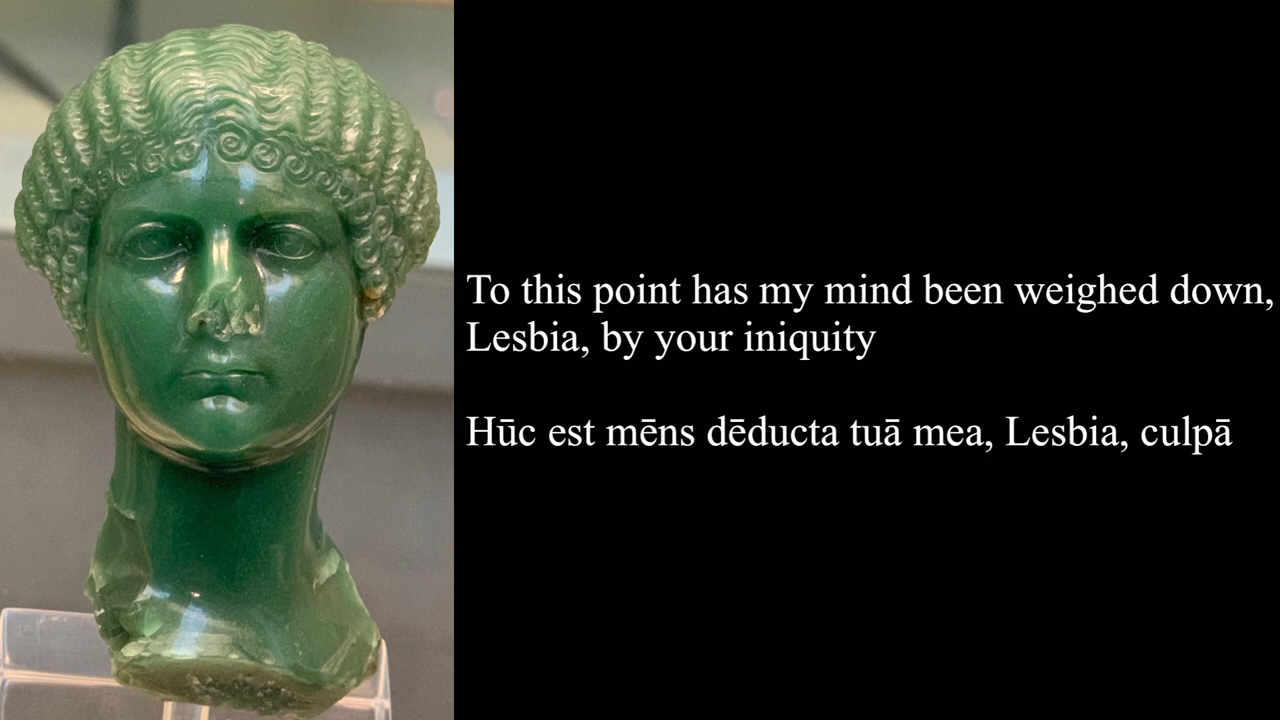 To this point has my mind been weighed down,
Lesbia, by your iniquity
Hūc est mēns dēducta tuā mea, Lesbia, culpā